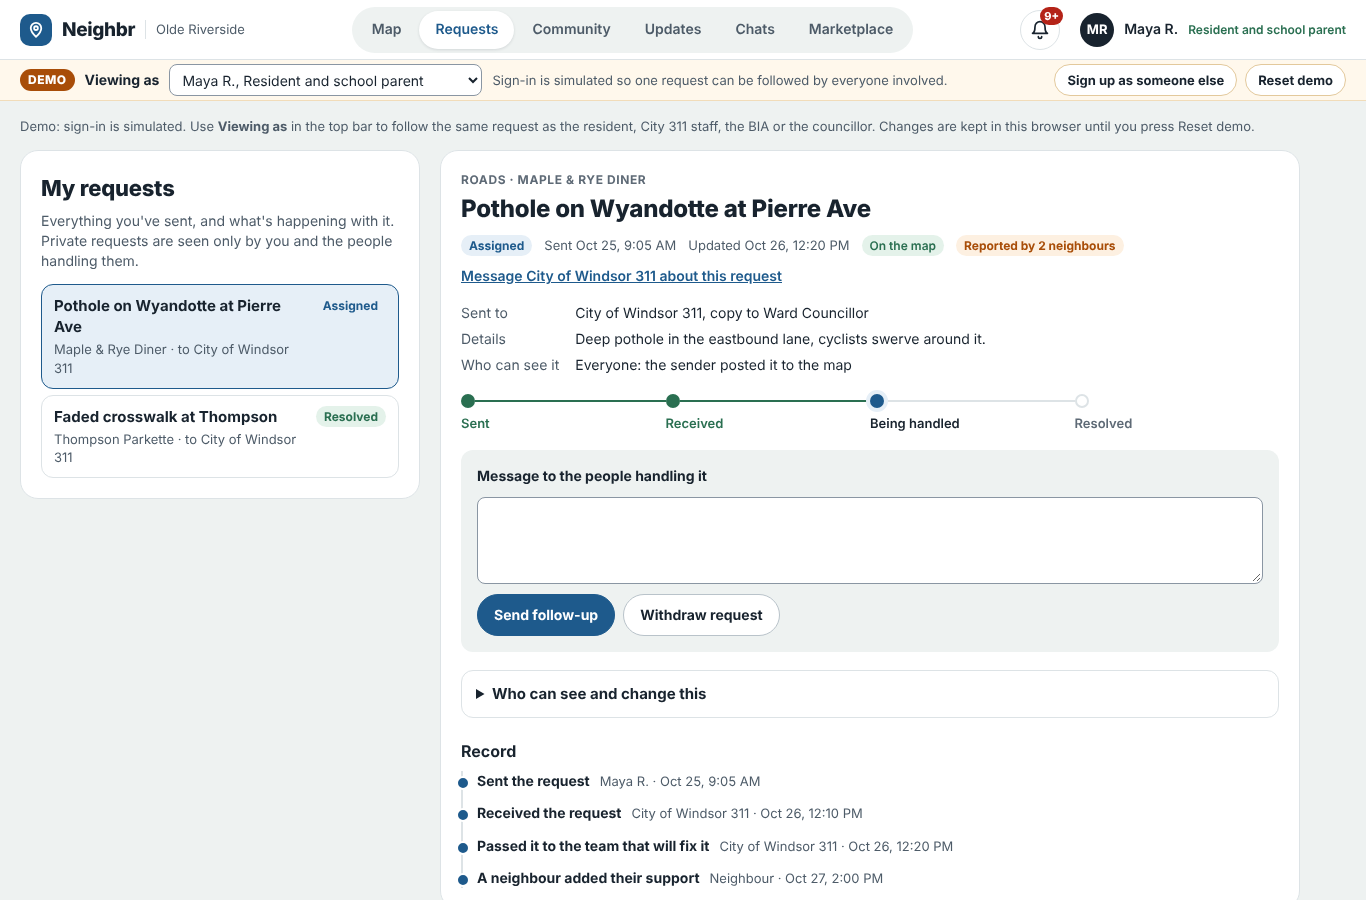 Neighbr
Olde Riverside
Map
Requests
Community
Updates
Chats
Marketplace
9+
MR
Maya R.
Resident and school parent
DEMO
Viewing as
Maya R., Resident and school parent
Sign-in is simulated so one request can be followed by everyone involved.
Sign up as someone else
Reset demo
Demo: sign-in is simulated. Use Viewing as in the top bar to follow the same request as the resident, City 311 staff, the BIA or the councillor. Changes are kept in this browser until you press Reset demo.
My requests
Everything you've sent, and what's happening with it.
Private requests are seen only by you and the people
handling them.
Pothole on Wyandotte at Pierre
Ave
Assigned
Maple & Rye Diner · to City of Windsor
311
Faded crosswalk at Thompson
Resolved
Thompson Parkette · to City of Windsor
311
ROADS · MAPLE & RYE DINER
Pothole on Wyandotte at Pierre Ave
Assigned
Sent Oct 25, 9:05 AM
Updated Oct 26, 12:20 PM
On the map
Reported by 2 neighbours
Message City of Windsor 311 about this request
Sent to
City of Windsor 311, copy to Ward Councillor
Details
Deep pothole in the eastbound lane, cyclists swerve around it.
Who can see it
Everyone: the sender posted it to the map
Sent
Received
Being handled
Resolved
Message to the people handling it
Send follow-up
Withdraw request
Who can see and change this
Record
Sent the request Maya R. · Oct 25, 9:05 AM
Received the request City of Windsor 311 · Oct 26, 12:10 PM
Passed it to the team that will fix it City of Windsor 311 · Oct 26, 12:20 PM
A neighbour added their support Neighbour · Oct 27, 2:00 PM